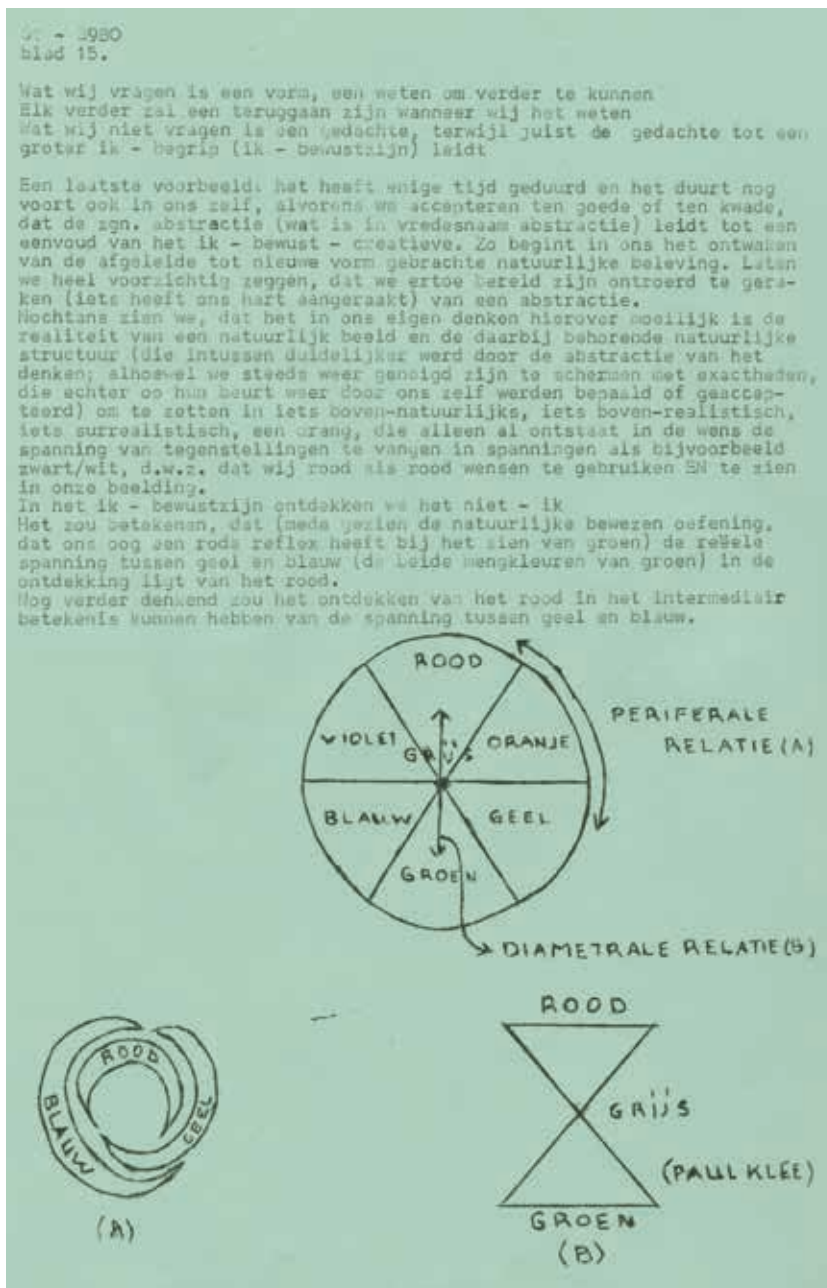 - 3980
blad 15.
Wat wij vragen is een vorm, een weten om verder te kunnen
Elk verder zal een teruggaan zijn wanneer wij het weten
Wat wij niet vragen is een gedachte, terwijl juist de gedachte tot een
groter ik - begrip (ik - bewustzijn) leidt
Een laatste voorbeeld: het heeft enige tijd geduurd en het duurt nog
voort ook in ons zelf, alvorens we accepteren ten goede of ten kwade,
dat de zgn. abstractie (wat is in vredesnaam abstractie) leidt tot een
eenvoud van het ik - bewust - creatieve. Zo begint in ons het ontwaken
van de afgeleide tot nieuwe vorm gebrachte natuurlijke beleving. Laten
we heel voorzichtig zeggen, dat we ertoe bereid zijn ontroerd te gera-
ken (iets heeft ons hart aangeraakt) van een abstractie.
Nochtans zien we, dat het in ons eigen denken hierover moeilijk is de
realiteit van een natuurlijk beeld en de daarbij behorende natuurlijke
structuur (die intussen duidelijker werd door de abstractie van het
denken; alhoewel we steeds weer geneigd zijn te schermen met exactheden,
die echter op hun beurt weer door ons zelf werden bepaald of geaccep-
teerd) om te zetten in iets boven-natuurlijks, iets boven-realistisch,
iets surrealistisch, een drang, die alleen al ontstaat in de wens de
spanning van tegenstellingen te vangen in spanningen als bijvoorbeeld
zwart/wit, d.w.z. dat wij rood als rood wensen te gebruiken EN te zien
in onze beelding.
In het ik - bewustzijn ontdekken we het niet - ik
Het zou betekenen, dat (mede gezien de natuurlijke bewezen oefening,
dat ons oog een rode reflex heeft bij het zien van groen) de reële
spanning tussen geel en blauw (de beide mengkleuren van groen) in de
ontdekking ligt van het rood.
Nog verder denkend zou het ontdekken van het rood in het intermediair
betekenis kunnen hebben van de spanning tussen geel en blauw.
ROOD
PERIFERALE
RELATIE (A)
VIOLET
GRIJS
ORANJE
BLAUW
GEEL
GROEN
DIAMETRALE RELATIE (B)
ROOD
ROOD
BLAUW
GEEL
GRIJS
(PAUL KLEE)
(A)
GROEN
(B)